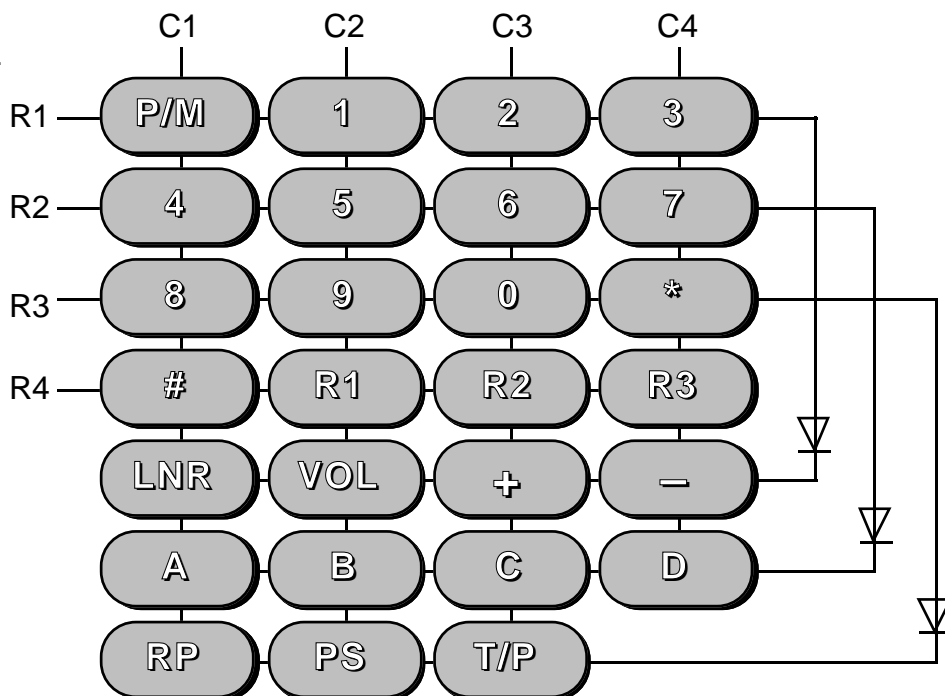 C1 C2 C3 C4
R1 P/M 1 2 3
R2 4 5 6 7
R3 8 9 0 *
R4 # R1 R2 R3
LNR VOL + −
A B C D
RP PS T/P